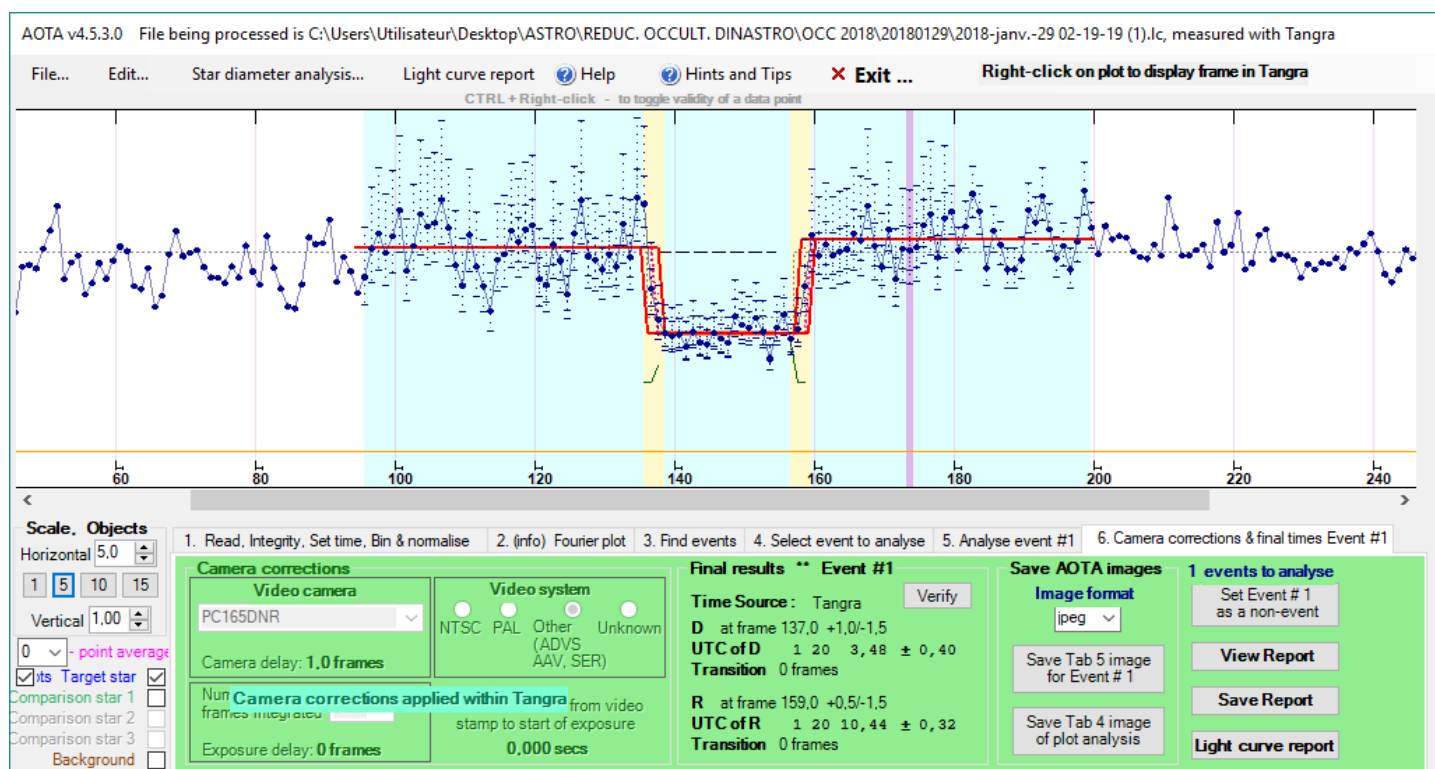 AOTA v4.5.3.0 File being processed is C:\Users\Utilisateur\Desktop\ASTRO\REDUC. OCCULT. DINASTRO\OCC 2018\20180129\2018-janv.-29 02-19-19 (1).lc, measured with Tangra
File... Edit... Star diameter analysis... Light curve report Help Hints and Tips Exit ... Right-click on plot to display frame in Tangra
CTRL + Right-click - to toggle validity of a data point
60 80 100 120 140 160 180 200 220 240
Scale, Objects
Horizontal 5,0
1 5 10 15
Vertical 1,00
0 - point average
Target star
Comparison star 1
Comparison star 2
Comparison star 3
Background
1. Read, Integrity, Set time, Bin & normalise 2. (info) Fourier plot 3. Find events 4. Select event to analyse 5. Analyse event #1 6. Camera corrections & final times Event #1
Camera corrections
Video camera
PC165DNR
Camera delay: 1,0 frames
Video system
NTSC PAL Other Unknown
(ADVS
AAV, SER)
Camera corrections applied within Tangra
frames integrated
Exposure delay: 0 frames
from video
stamp to start of exposure
0,000 secs
Final results ** Event #1
Time Source : Tangra Verify
D at frame 137,0 +1,0/-1,5
UTC of D 1 20 3,48 ± 0,40
Transition 0 frames
R at frame 159,0 +0,5/-1,5
UTC of R 1 20 10,44 ± 0,32
Transition 0 frames
Save AOTA images
Image format
jpeg
Save Tab 5 image
for Event # 1
Save Tab 4 image
of plot analysis
1 events to analyse
Set Event # 1
as a non-event
View Report
Save Report
Light curve report